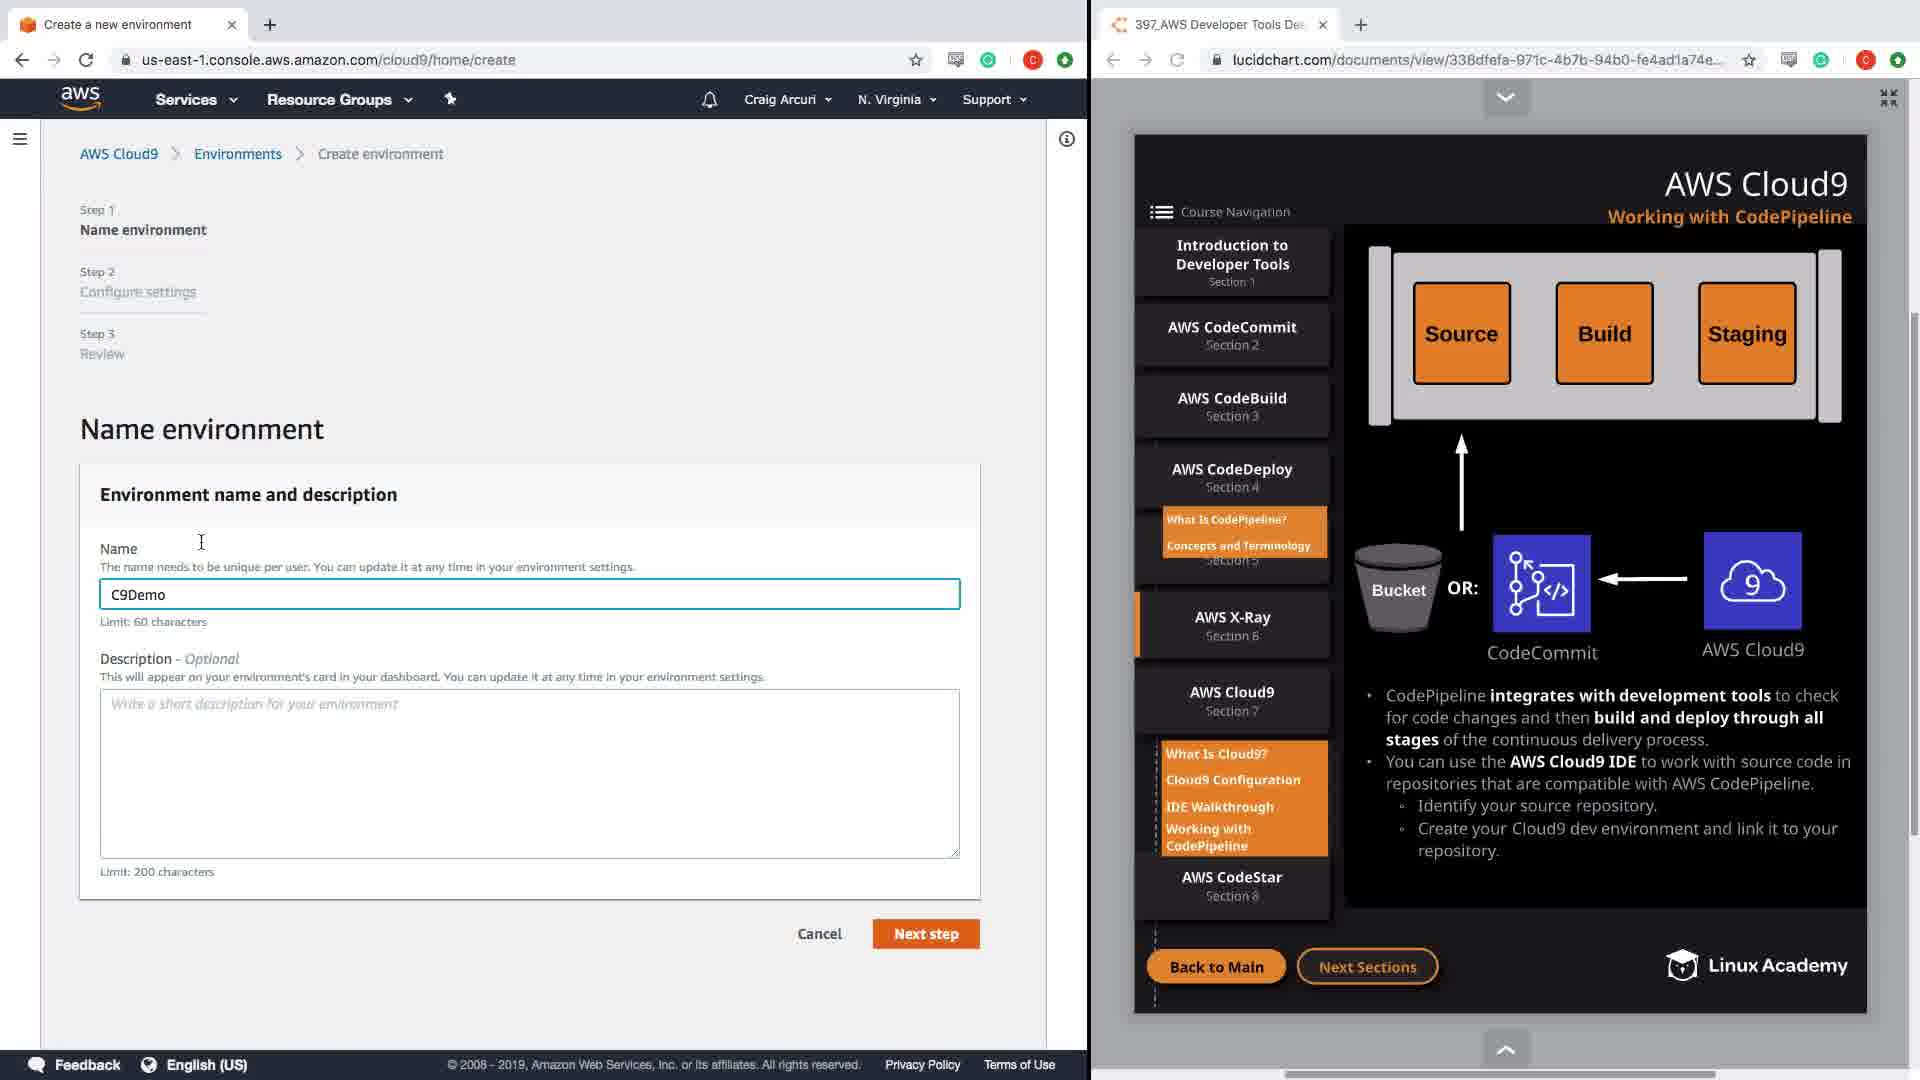 Create a new environment
us-east-1.console.aws.amazon.com/cloud9/home/create
C
aws
Services
Resource Groups
Craig Arcuri
N. Virginia
Support
AWS Cloud9
Environments
Create environment
Step 1
Name environment
Step 2
Configure settings
Step 3
Review
Name environment
Environment name and description
Name
The name needs to be unique per user. You can update it at any time in your environment settings.
C9Demo
Limit: 60 characters
Description - Optional
This will appear on your environment's card in your dashboard. You can update it at any time in your environment settings.
Write a short description for your environment
Limit: 200 characters
Cancel
Next step
Feedback
English (US)
© 2008 - 2019, Amazon Web Services, Inc. or its affiliates. All rights reserved.
Privacy Policy
Terms of Use
397_AWS Developer Tools De
lucidchart.com/documents/view/338dfefa-971c-4b7b-94b0-fe4ad1a74e...
C
AWS Cloud9
Working with CodePipeline
Course Navigation
Introduction to
Developer Tools
Section 1
AWS CodeCommit
Section 2
AWS CodeBuild
Section 3
AWS CodeDeploy
Section 4
What Is CodePipeline?
Concepts and Terminology
Section 5
AWS X-Ray
Section 6
AWS Cloud9
Section 7
What Is Cloud9?
Cloud9 Configuration
IDE Walkthrough
Working with
CodePipeline
AWS CodeStar
Section 8
Source
Build
Staging
Bucket
OR:
9
CodeCommit
AWS Cloud9
• CodePipeline integrates with development tools to check
for code changes and then build and deploy through all
stages of the continuous delivery process.
• You can use the AWS Cloud9 IDE to work with source code in
repositories that are compatible with AWS CodePipeline.
◦ Identify your source repository.
◦ Create your Cloud9 dev environment and link it to your
repository.
Back to Main
Next Sections
Linux Academy